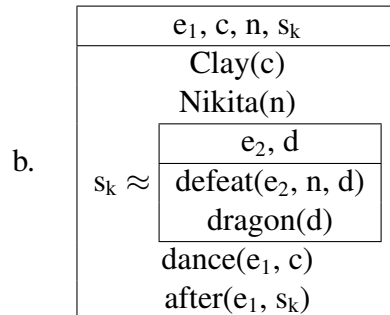 e₁, c, n, sₖ
Clay(c)
Nikita(n)
e₂, d
b. sₖ ≈ defeat(e₂, n, d)
dragon(d)
dance(e₁, c)
after(e₁, sₖ)